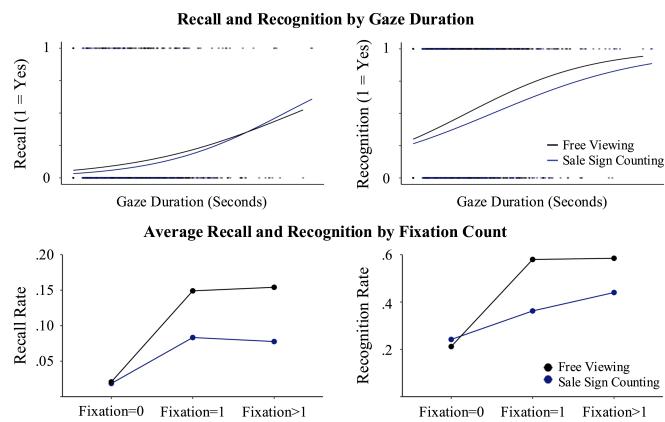 Recall and Recognition by Gaze Duration
1
0
Recall (1 = Yes)
Gaze Duration (Seconds)
1
0
Recognition (1 = Yes)
Free Viewing
Sale Sign Counting
Gaze Duration (Seconds)
Average Recall and Recognition by Fixation Count
.20
.15
.10
.05
Recall Rate
Fixation=0 Fixation=1 Fixation>1
.6
.4
.2
Recognition Rate
Free Viewing
Sale Sign Counting
Fixation=0 Fixation=1 Fixation>1